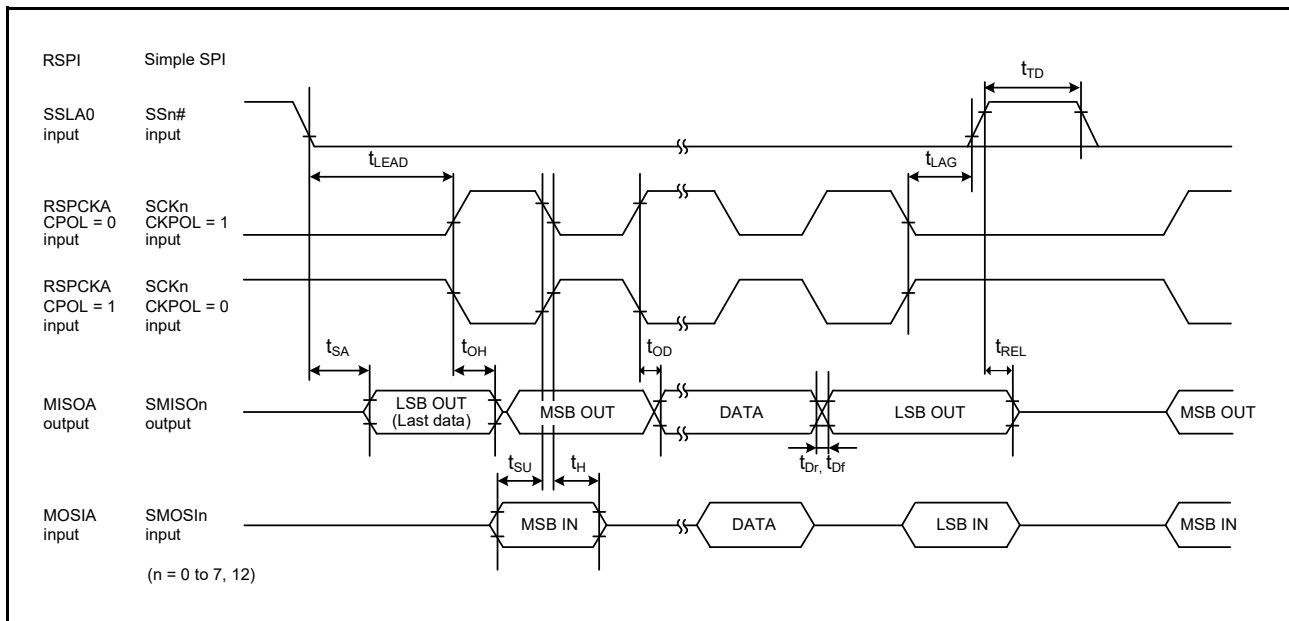 RSPI Simple SPI
tTD
SSLA0 SSn#
input input
tLEAD
tLAG
RSPCKA SCKn
CPOL = 0 CKPOL = 1
input input
RSPCKA SCKn
CPOL = 1 CKPOL = 0
input input
tSA tOH tOD tREL
MISOA SMISOn
output output
LSB OUT
(Last data)
MSB OUT DATA LSB OUT MSB OUT
tSU tH tDr, tDf
MOSIA SMOSIn
input input
MSB IN DATA LSB IN MSB IN
(n = 0 to 7, 12)